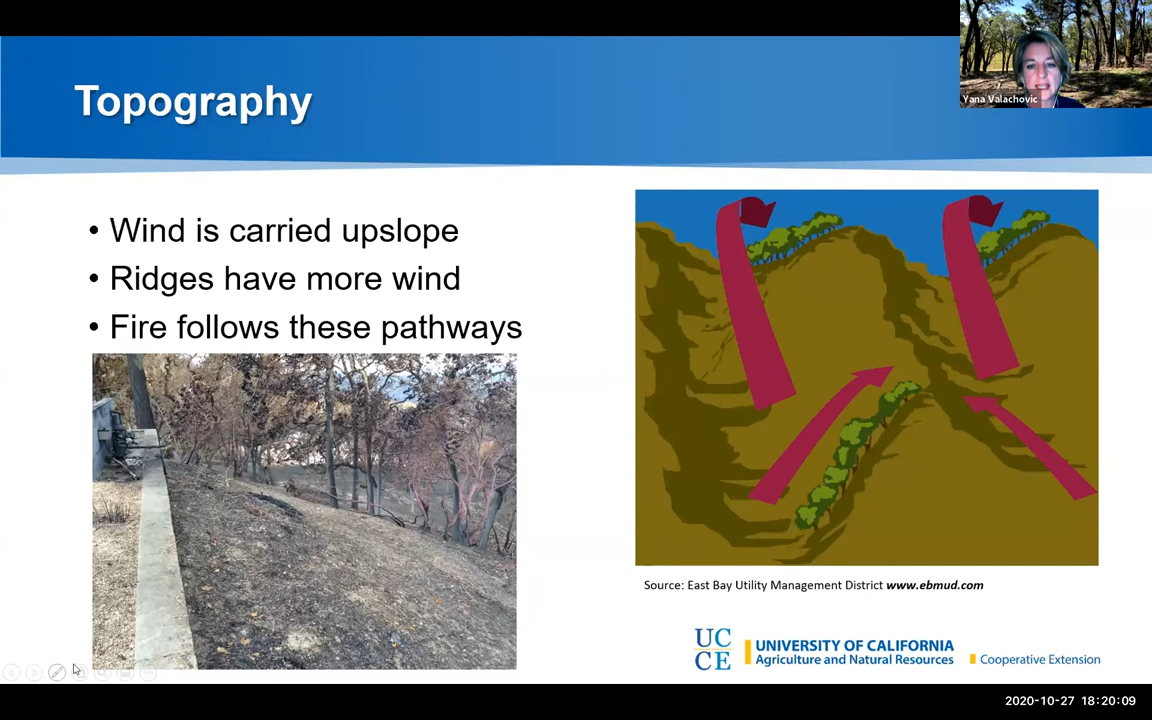 Topography
Yana Valachovic
• Wind is carried upslope
• Ridges have more wind
• Fire follows these pathways
Source: East Bay Utility Management District www.ebmud.com
UC
CE
UNIVERSITY OF CALIFORNIA
Agriculture and Natural Resources
Cooperative Extension
2020-10-27 18:20:09